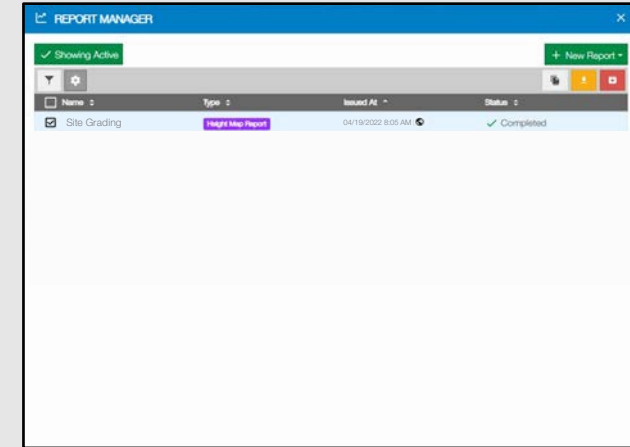 REPORT MANAGER
Showing Active
+ New Report
Name Type Issued At Status
Site Grading Height Map Report 04/19/2022 8:05 AM Completed